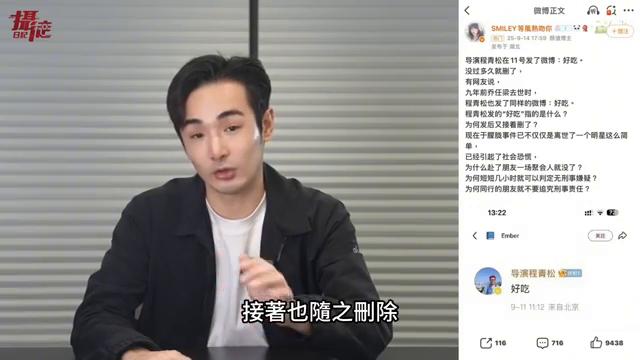 攝徒
日記
微博正文
SMILEY等風熱吻你
25-9-14 17:59
发布于 湖北
+关注
导演程青松在11号发了微博：好吃。
没过多久就删了，
有网友说，
九年前乔任梁去世时，
程青松也发了同样的微博：好吃。
程青松发的“好吃”指的是什么？
为何发后又接着删了？
现在于朦胧事件已不仅仅是离世了一个明星这么简
单，
已经引起了社会恐慌，
为什么赴了朋友一场聚会人就没了？
为何短短几小时就可以判定无刑事嫌疑？
为何同行的朋友就不要追究刑事责任？
13:22
72
Ember
导演程青松
好吃
9-11 11:12 来自北京
116
716
9438
接著也隨之刪除